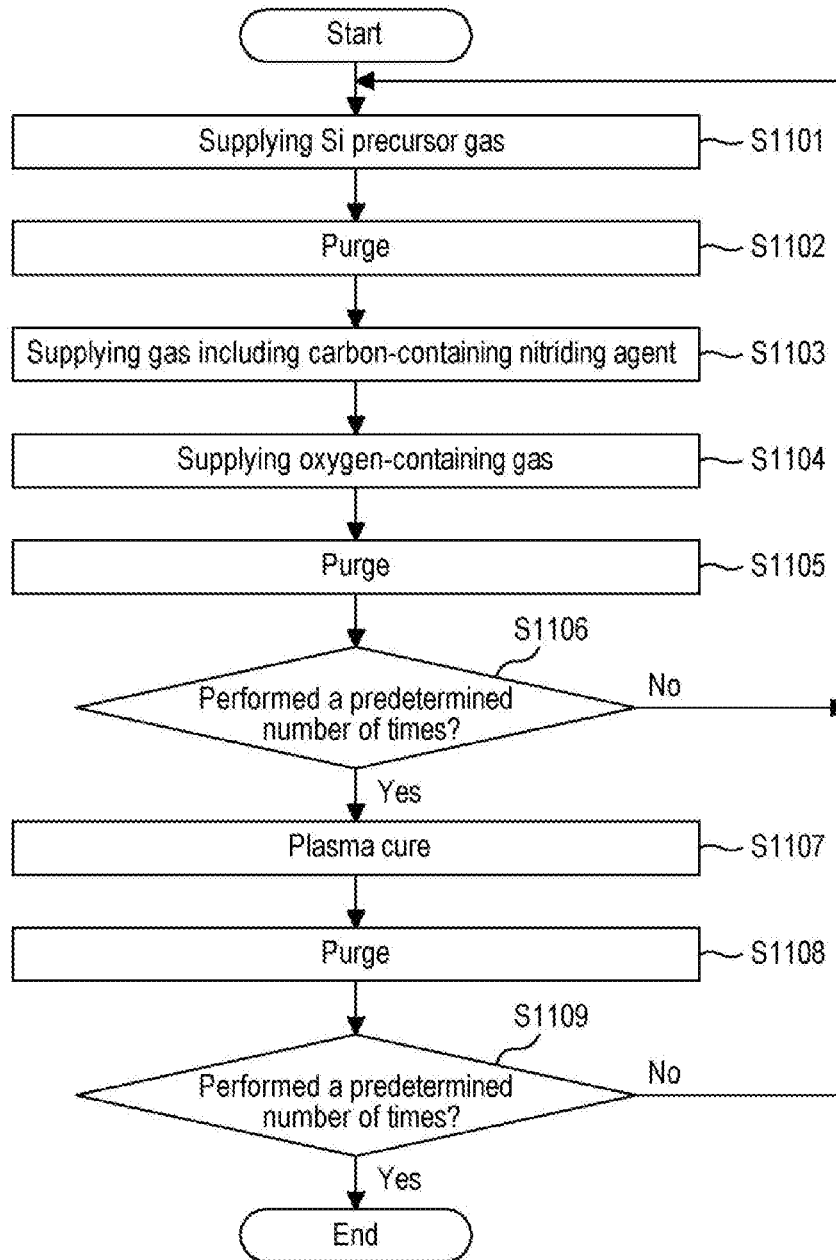 Start
Supplying Si precursor gas
S1101
Purge
S1102
Supplying gas including carbon-containing nitriding agent
S1103
Supplying oxygen-containing gas
S1104
Purge
S1105
S1106
Performed a predetermined
number of times?
No
Yes
Plasma cure
S1107
Purge
S1108
S1109
Performed a predetermined
number of times?
No
Yes
End